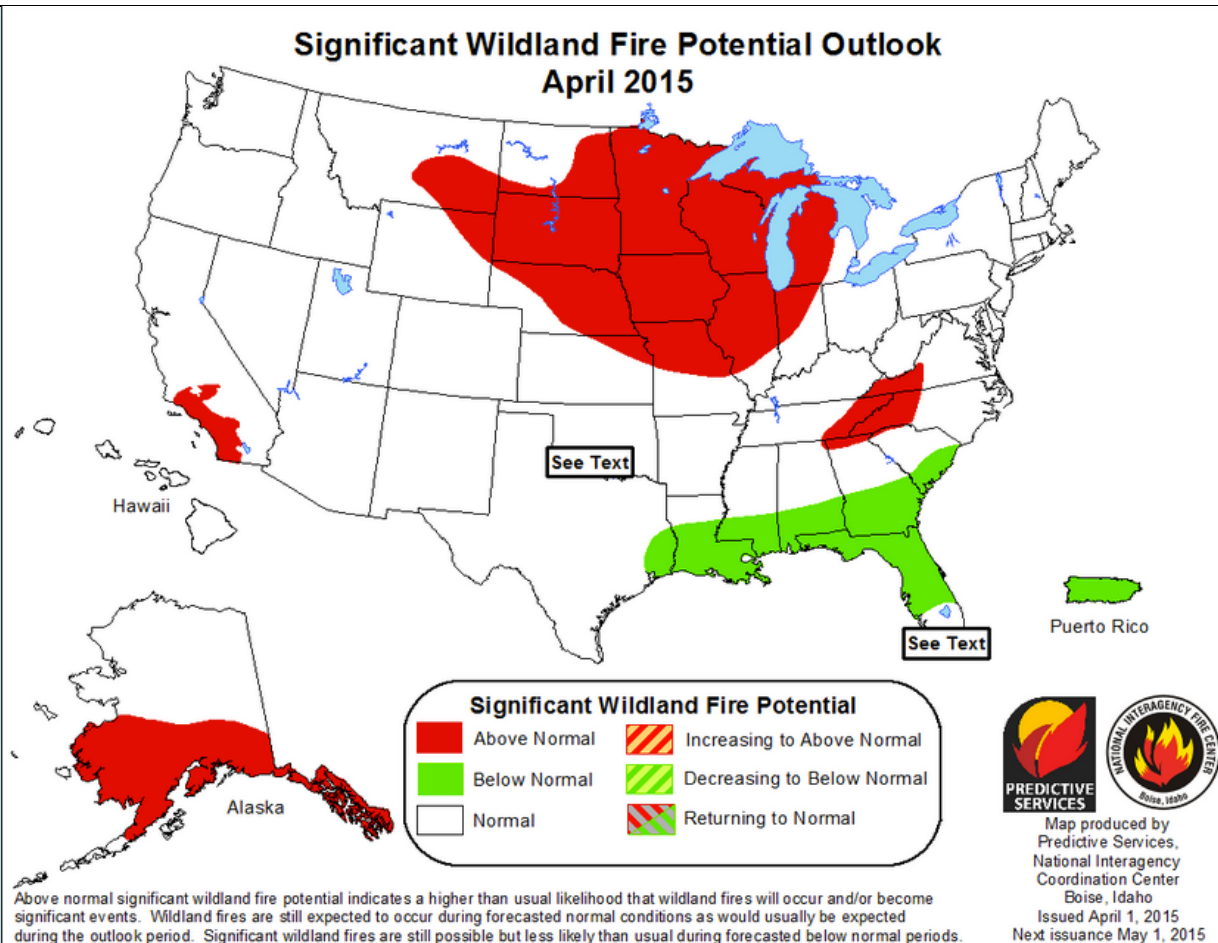 Significant Wildland Fire Potential Outlook
April 2015
See Text
Hawaii
See Text
Puerto Rico
Alaska
Significant Wildland Fire Potential
Above Normal
Increasing to Above Normal
Below Normal
Decreasing to Below Normal
Normal
Returning to Normal
PREDICTIVE
SERVICES
NATIONAL INTERAGENCY FIRE CENTER
Boise, Idaho
Map produced by
Predictive Services,
National Interagency
Coordination Center
Boise, Idaho
Issued April 1, 2015
Next issuance May 1, 2015
Above normal significant wildland fire potential indicates a higher than usual likelihood that wildland fires will occur and/or become
significant events.  Wildland fires are still expected to occur during forecasted normal conditions as would usually be expected
during the outlook period.  Significant wildland fires are still possible but less likely than usual during forecasted below normal periods.